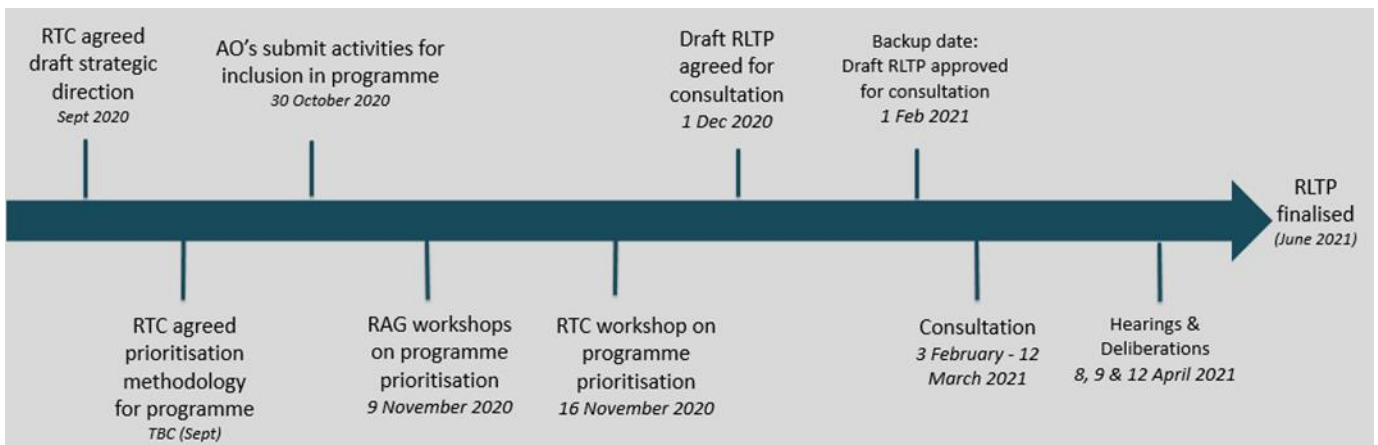 RTC agreed
draft strategic
direction
Sept 2020
AO’s submit activities for
inclusion in programme
30 October 2020
Draft RLTP
agreed for
consultation
1 Dec 2020
Backup date:
Draft RLTP approved
for consultation
1 Feb 2021
RLTP
finalised
(June 2021)
RTC agreed
prioritisation
methodology
for programme
TBC (Sept)
RAG workshops
on programme
prioritisation
9 November 2020
RTC workshop on
programme
prioritisation
16 November 2020
Consultation
3 February - 12
March 2021
Hearings &
Deliberations
8, 9 & 12 April 2021